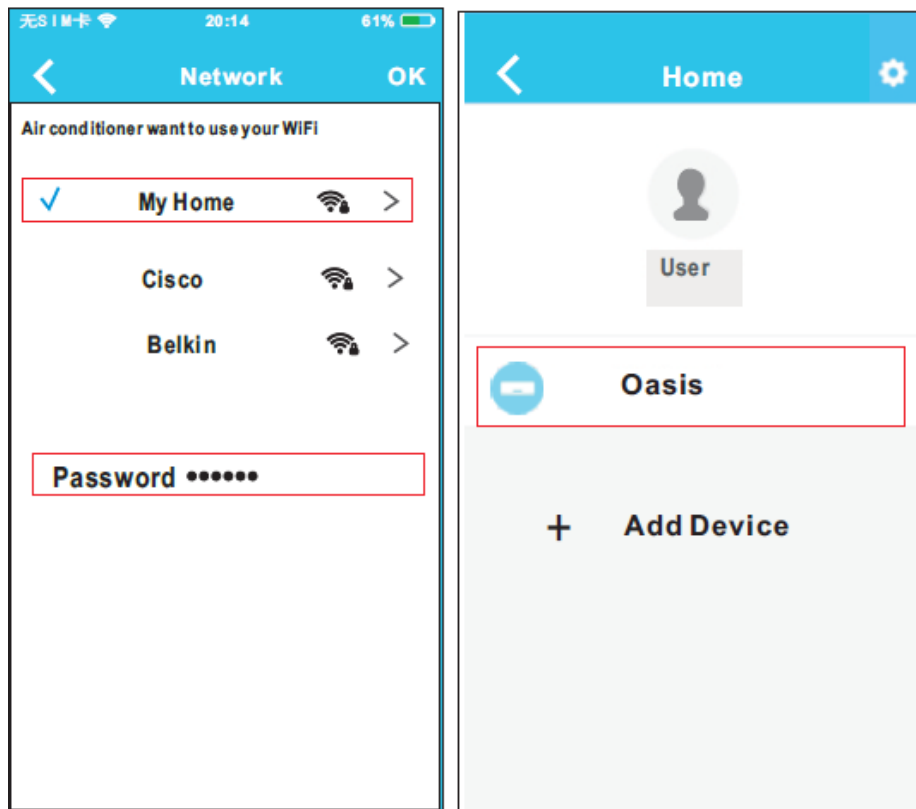 无SIM卡 20:14 61%
Network OK
Air conditioner want to use your WiFi
My Home
Cisco
Belkin
Password ••••••
Home
User
Oasis
+ Add Device